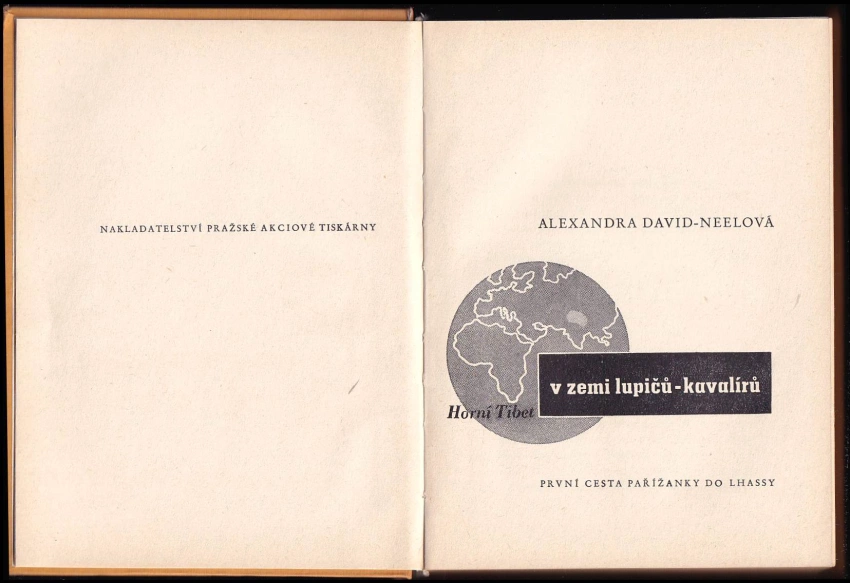 NAKLADATELSTVÍ PRAŽSKÉ AKCIOVÉ TISKÁRNY
ALEXANDRA DAVID-NEELOVÁ
v zemi lupičů-kavalírů
Horní Tibet
PRVNÍ CESTA PAŘÍŽANKY DO LHASSY